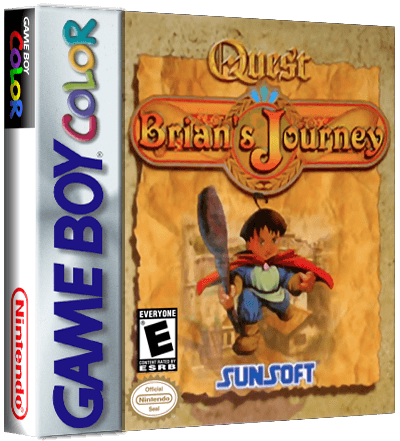 GAME BOY
COLOR
Nintendo
GAME BOY COLOR
Quest
Brian's Journey
EVERYONE
E
CONTENT RATED BY
ESRB
Official
Nintendo
Seal
SUNSOFT